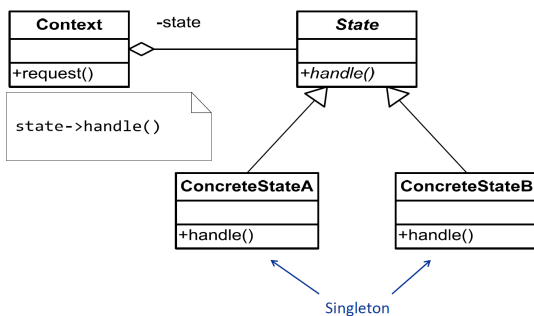 Context
-state
State
+request()
+handle()
state->handle()
ConcreteStateA
ConcreteStateB
+handle()
+handle()
Singleton